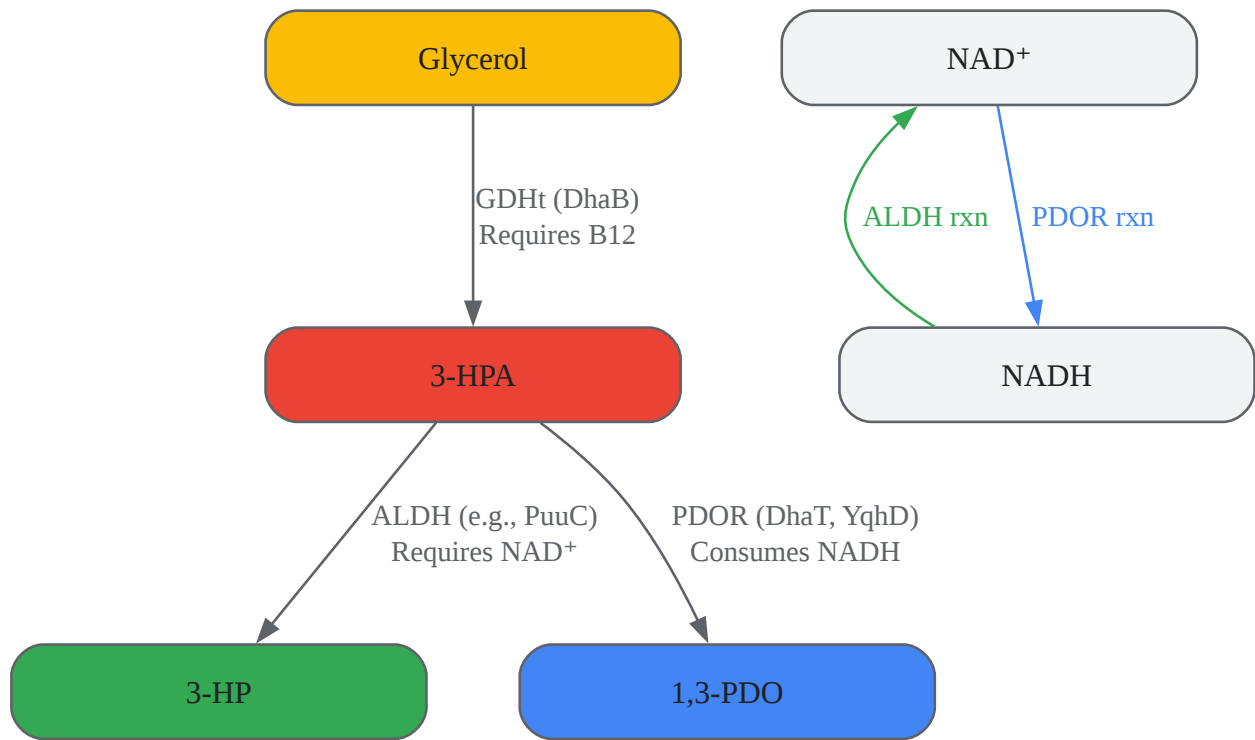 Glycerol
NAD⁺
GDHt (DhaB)
Requires B12
ALDH rxn
PDOR rxn
3-HPA
NADH
ALDH (e.g., PuuC)
Requires NAD⁺
PDOR (DhaT, YqhD)
Consumes NADH
3-HP
1,3-PDO